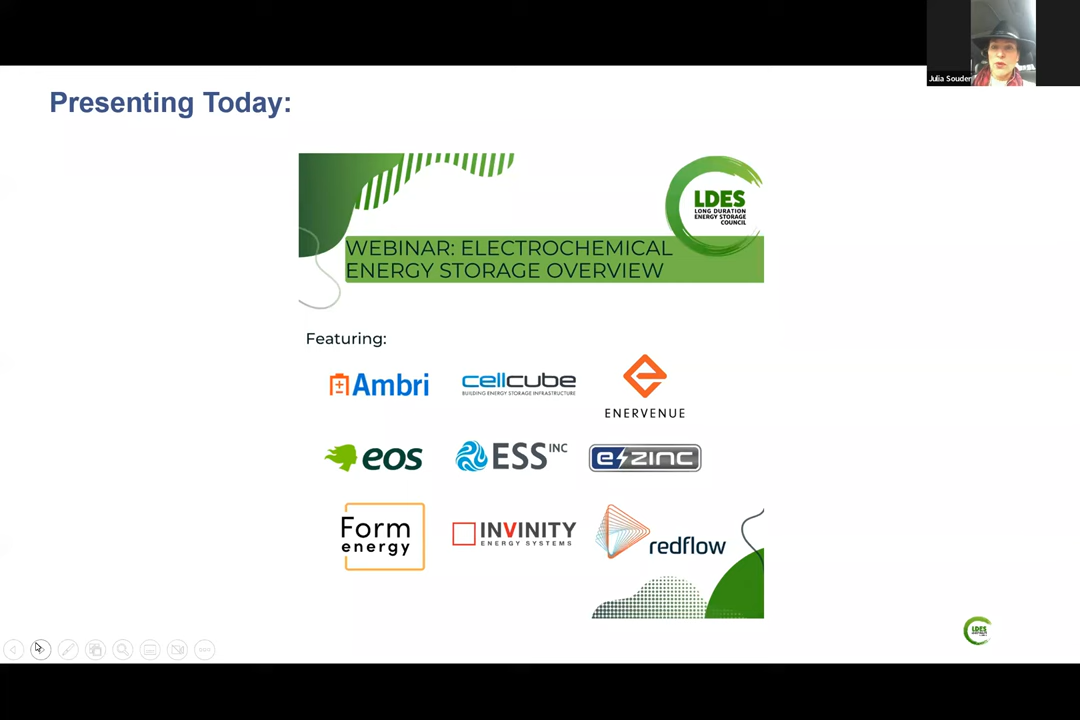 Julia Souder
Presenting Today:
LDES
LONG DURATION
ENERGY STORAGE
COUNCIL
WEBINAR: ELECTROCHEMICAL
ENERGY STORAGE OVERVIEW
Featuring:
Ambri
cellcube
BUILDING ENERGY STORAGE INFRASTRUCTURE
ENERVENUE
eos
ESS INC
e zinc
Form
energy
INVINITY
ENERGY SYSTEMS
redflow
LDES